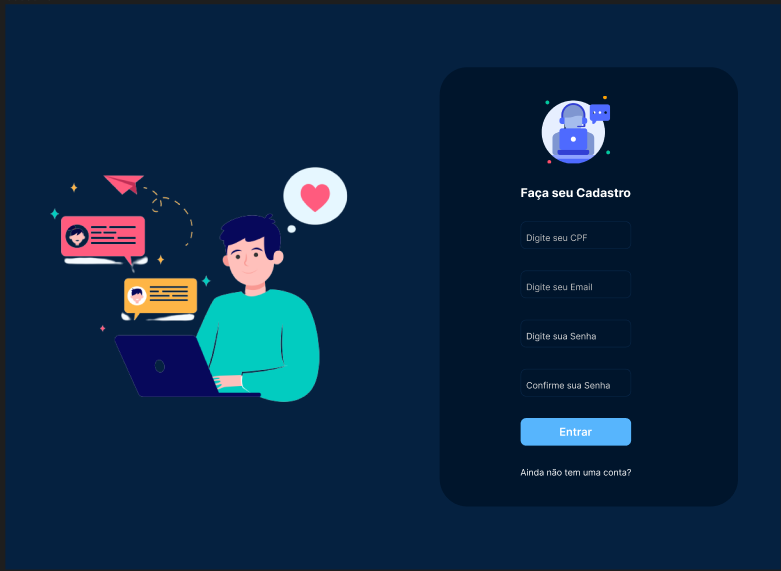 Faça seu Cadastro
Digite seu CPF
Digite seu Email
Digite sua Senha
Confirme sua Senha
Entrar
Ainda não tem uma conta?